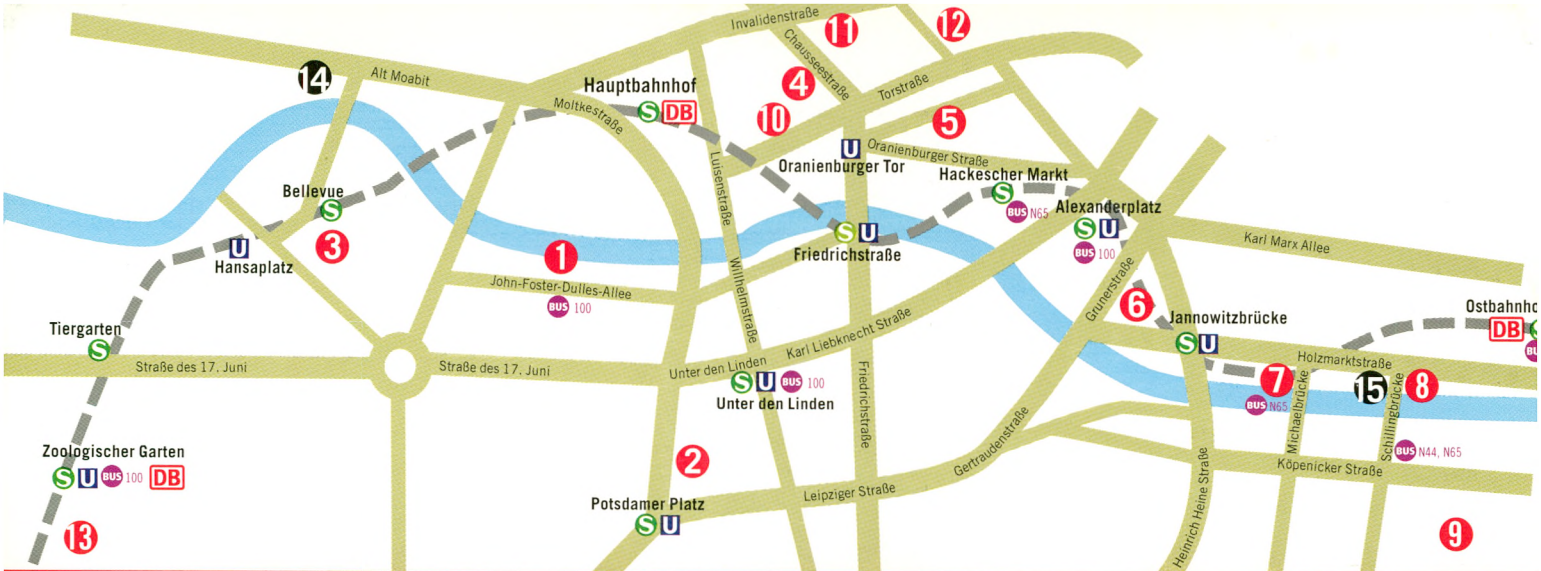 Invalidenstraße
11
12
14
Alt Moabit
Hauptbahnhof
S DB
4
Chausseestraße
Torstraße
Moltkestraße
10
5
U
Oranienburger Tor
Oranienburger Straße
Luisenstraße
Hackescher Markt
S
BUS N65
Bellevue
S
Alexanderplatz
S U
BUS 100
U
Hansaplatz
3
1
S U
Friedrichstraße
Karl Marx Allee
Willhelmstraße
John-Foster-Dulles-Allee
BUS 100
Grunerstraße
6
Ostbahnho
DB S
BU
Tiergarten
S
Jannowitzbrücke
S U
Karl Liebknecht Straße
Straße des 17. Juni
Straße des 17. Juni
Unter den Linden
S U BUS 100
Unter den Linden
Friedrichstraße
Holzmarktstraße
7
BUS N65
15
8
Michaelbrücke
Schillingbrücke
BUS N44, N65
Zoologischer Garten
S U BUS 100 DB
2
Gertraudenstraße
Köpenicker Straße
Leipziger Straße
Potsdamer Platz
S U
Heinrich Heine Straße
13
9